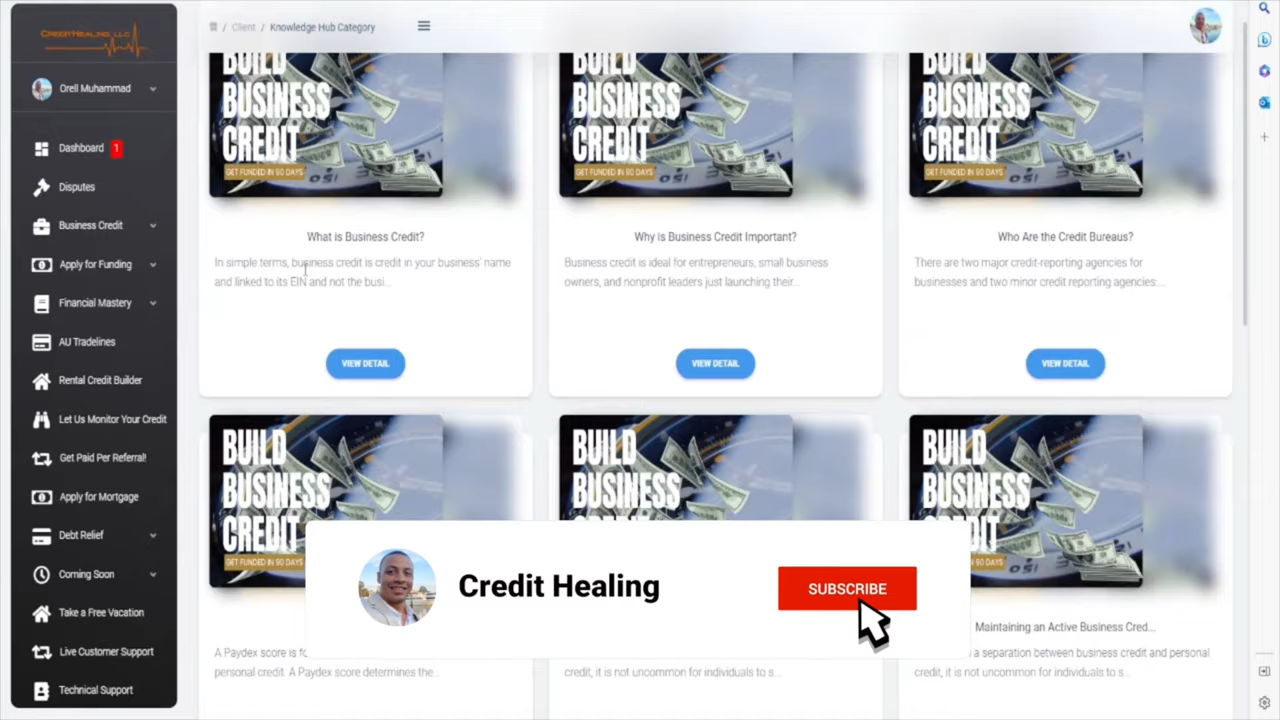 CREDITHEALING, LLC
Orell Muhammad
Dashboard 1
Disputes
Business Credit
Apply for Funding
Financial Mastery
AU Tradelines
Rental Credit Builder
Let Us Monitor Your Credit
Get Paid Per Referral!
Apply for Mortgage
Debt Relief
Coming Soon
Take a Free Vacation
Live Customer Support
Technical Support
/ Client / Knowledge Hub Category
BUILD
BUSINESS
CREDIT
GET FUNDED IN 90 DAYS
What is Business Credit?
In simple terms, business credit is credit in your business' name
and linked to its EIN and not the busi...
VIEW DETAIL
BUILD
BUSINESS
CREDIT
GET FUNDED IN 90 DAYS
Why is Business Credit Important?
Business credit is ideal for entrepreneurs, small business
owners, and nonprofit leaders just launching their...
VIEW DETAIL
BUILD
BUSINESS
CREDIT
GET FUNDED IN 90 DAYS
Who Are the Credit Bureaus?
There are two major credit-reporting agencies for
businesses and two minor credit reporting agencies:...
VIEW DETAIL
BUILD
BUSINESS
CREDIT
GET FUNDED IN 90 DAYS
A Paydex score is fo
personal credit. A Paydex score determines the...
BUILD
BUSINESS
CREDIT
credit, it is not uncommon for individuals to s...
BUILD
BUSINESS
CREDIT
GET FUNDED IN 90 DAYS
Maintaining an Active Business Cred...
a separation between business credit and personal
credit, it is not uncommon for individuals to s...
Credit Healing
SUBSCRIBE